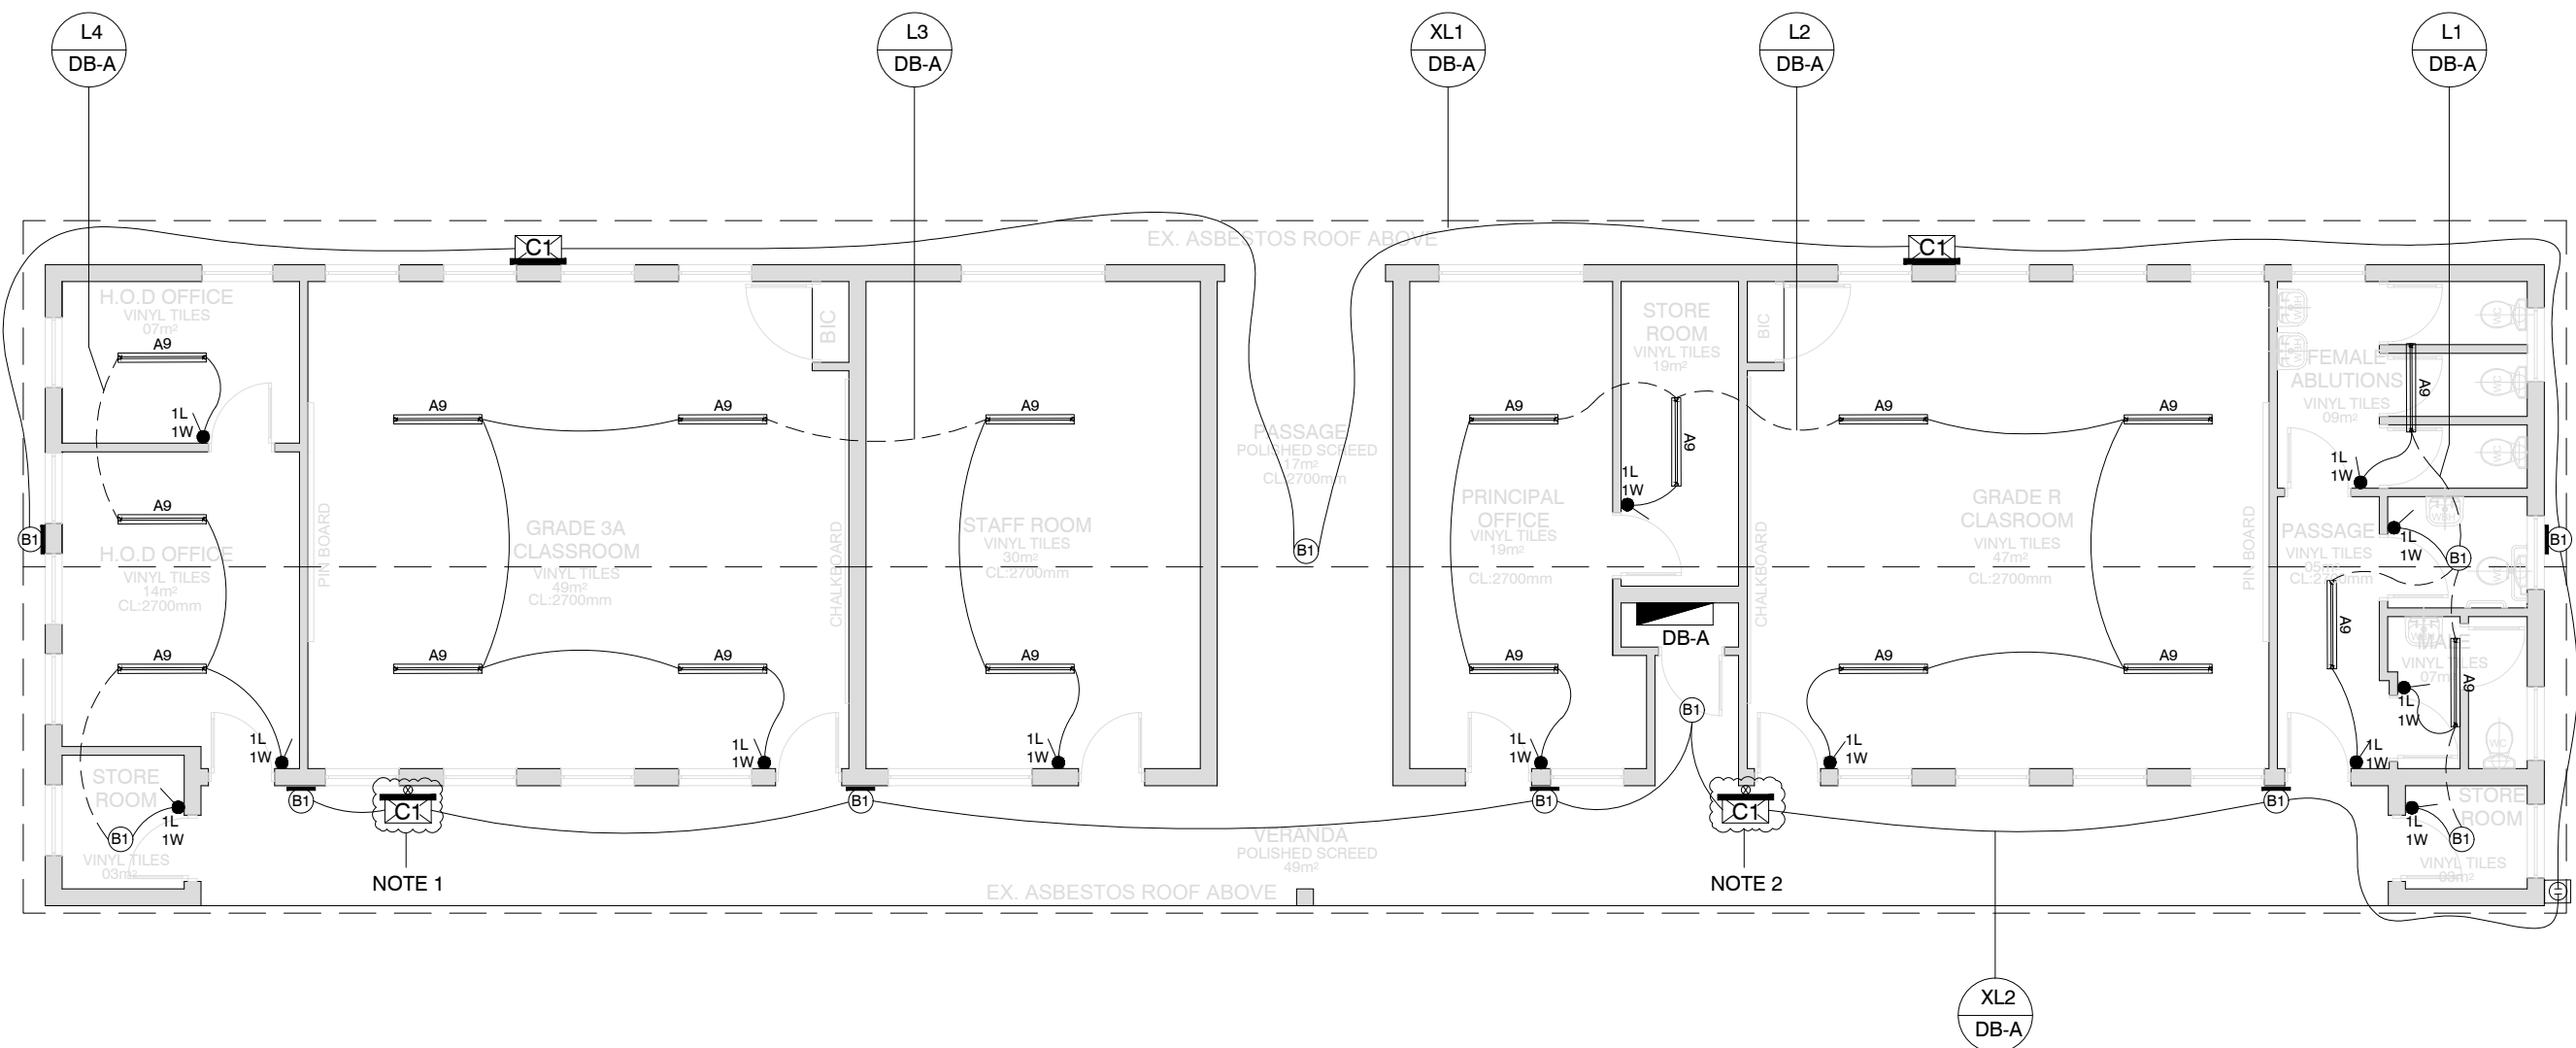 L4
DB-A
L3
DB-A
XL1
DB-A
L2
DB-A
L1
DB-A
EX. ASBESTOS ROOF ABOVE
C1
C1
H.O.D OFFICE
VINYL TILES
07m²
A9
1L
1W
BIC
A9
A9
A9
PASSAGE
POLISHED SCREED
17m²
CL:2700mm
B1
A9
STORE
ROOM
VINYL TILES
19m²
A9
1L
1W
BIC
A9
A9
FEMALE
ABLUTIONS
VINYL TILES
09m²
A9
WC
WC
WC
1L
1W
B1
A9
H.O.D OFFICE
VINYL TILES
14m²
CL:2700mm
A9
PIN BOARD
GRADE 3A
CLASSROOM
VINYL TILES
49m²
CL:2700mm
CHALKBOARD
STAFF ROOM
VINYL TILES
30m²
CL:2700mm
PRINCIPAL
OFFICE
VINYL TILES
19m²
CL:2700mm
CHALKBOARD
GRADE R
CLASROOM
VINYL TILES
47m²
CL:2700mm
PIN BOARD
PASSAGE
VINYL TILES
05m²
1L
1W
B1
WC
B1
DB-A
A9
A9
A9
A9
A9
A9
A9
A9
MALE
VINYL TILES
07m²
A9
1L
1W
WC
B1
1L
1W
1L
1W
1L
1W
1L
1W
1L
1W
1L
1W
STORE
ROOM
VINYL TILES
03m²
B1
1L
1W
B1
C1
B1
B1
C1
B1
STORE
ROOM
VINYL TILES
1L
1W
B1
VERANDA
POLISHED SCREED
49m²
NOTE 1
NOTE 2
EX. ASBESTOS ROOF ABOVE
XL2
DB-A